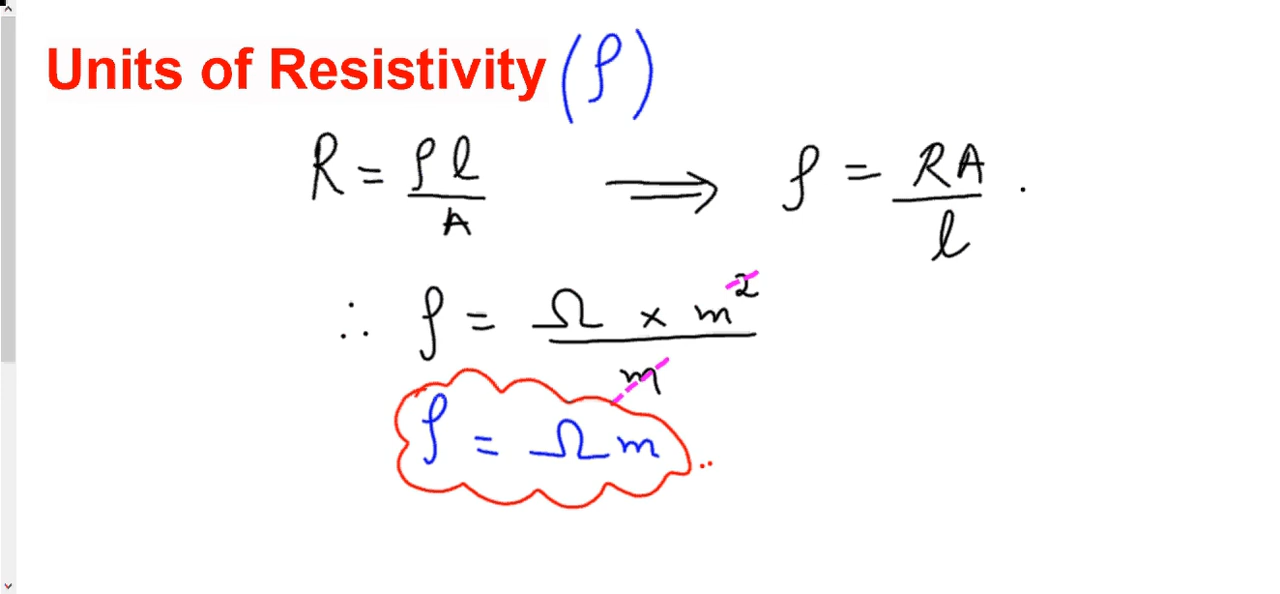 Units of Resistivity (ρ)
R = ρl/A ⟹ ρ = RA/l .
∴ ρ = Ω × m²/m
ρ = Ωm ..